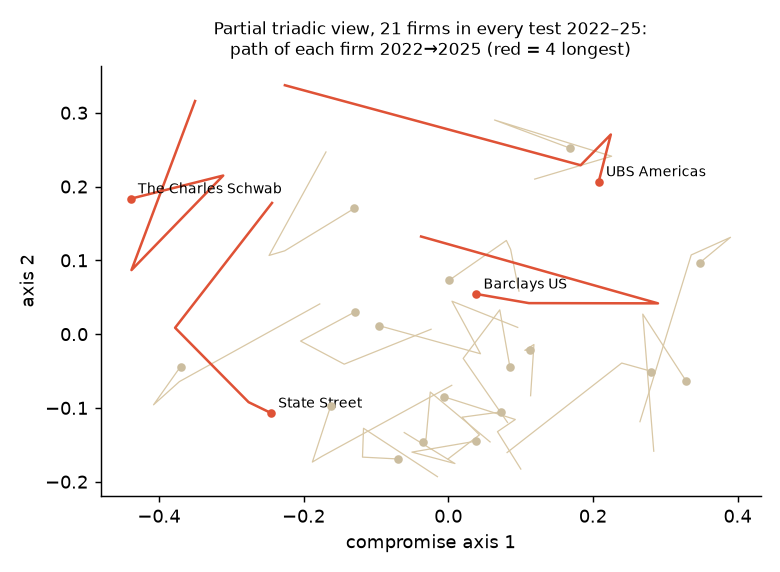 Partial triadic view, 21 firms in every test 2022–25:
path of each firm 2022→2025 (red = 4 longest)
axis 2
0.3
0.2
0.1
0.0
−0.1
−0.2
The Charles Schwab
UBS Americas
Barclays US
State Street
−0.4
−0.2
0.0
0.2
0.4
compromise axis 1